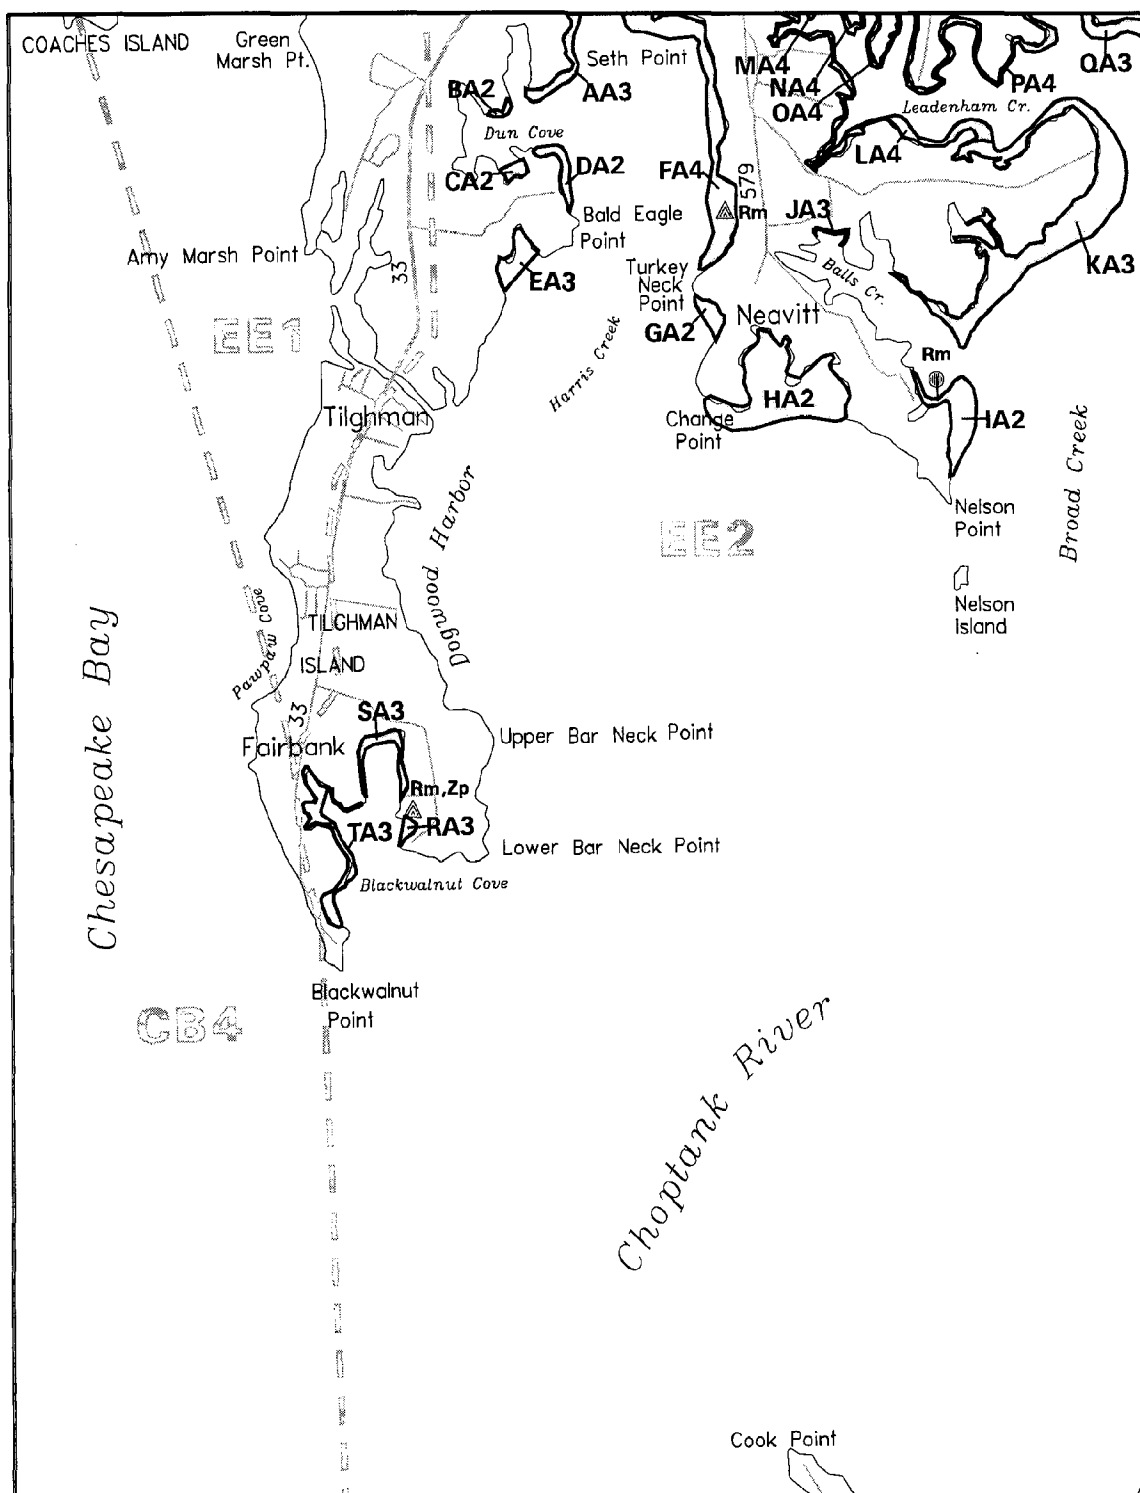 COACHES ISLAND
Green
Marsh Pt.
Seth Point
MA4
NA4
OA4
PA4
QA3
BA2
AA3
Leadenham Cr.
Dun Cove
LA4
CA2
DA2
FA4
579
Rm
JA3
Bald Eagle
Point
Amy Marsh Point
33
EA3
Turkey
Neck
Point
Balls Cr.
KA3
EE1
GA2
Neavitt
Harris Creek
Rm
Tilghman
HA2
Change
Point
IA2
Broad Creek
Dogwood Harbor
Nelson
Point
EE2
Nelson
Island
Pawpaw Cove
TILGHMAN
ISLAND
Chesapeake Bay
33
SA3
Fairbank
Upper Bar Neck Point
Rm,Zp
TA3
RA3
Lower Bar Neck Point
Blackwalnut Cove
Blackwalnut
Point
CB4
Choptank River
Cook Point